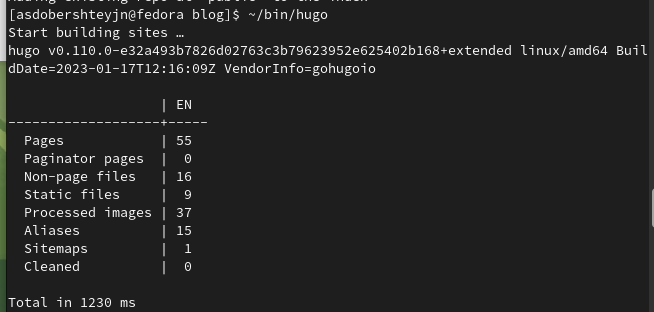 [asdobershteyjn@fedora blog]$ ~/bin/hugo
Start building sites …
hugo v0.110.0-e32a493b7826d02763c3b79623952e625402b168+extended linux/amd64 Buil
dDate=2023-01-17T12:16:09Z VendorInfo=gohugoio
                   | EN
-------------------+-----
  Pages            | 55
  Paginator pages  |  0
  Non-page files   | 16
  Static files     |  9
  Processed images | 37
  Aliases          | 15
  Sitemaps         |  1
  Cleaned          |  0
Total in 1230 ms